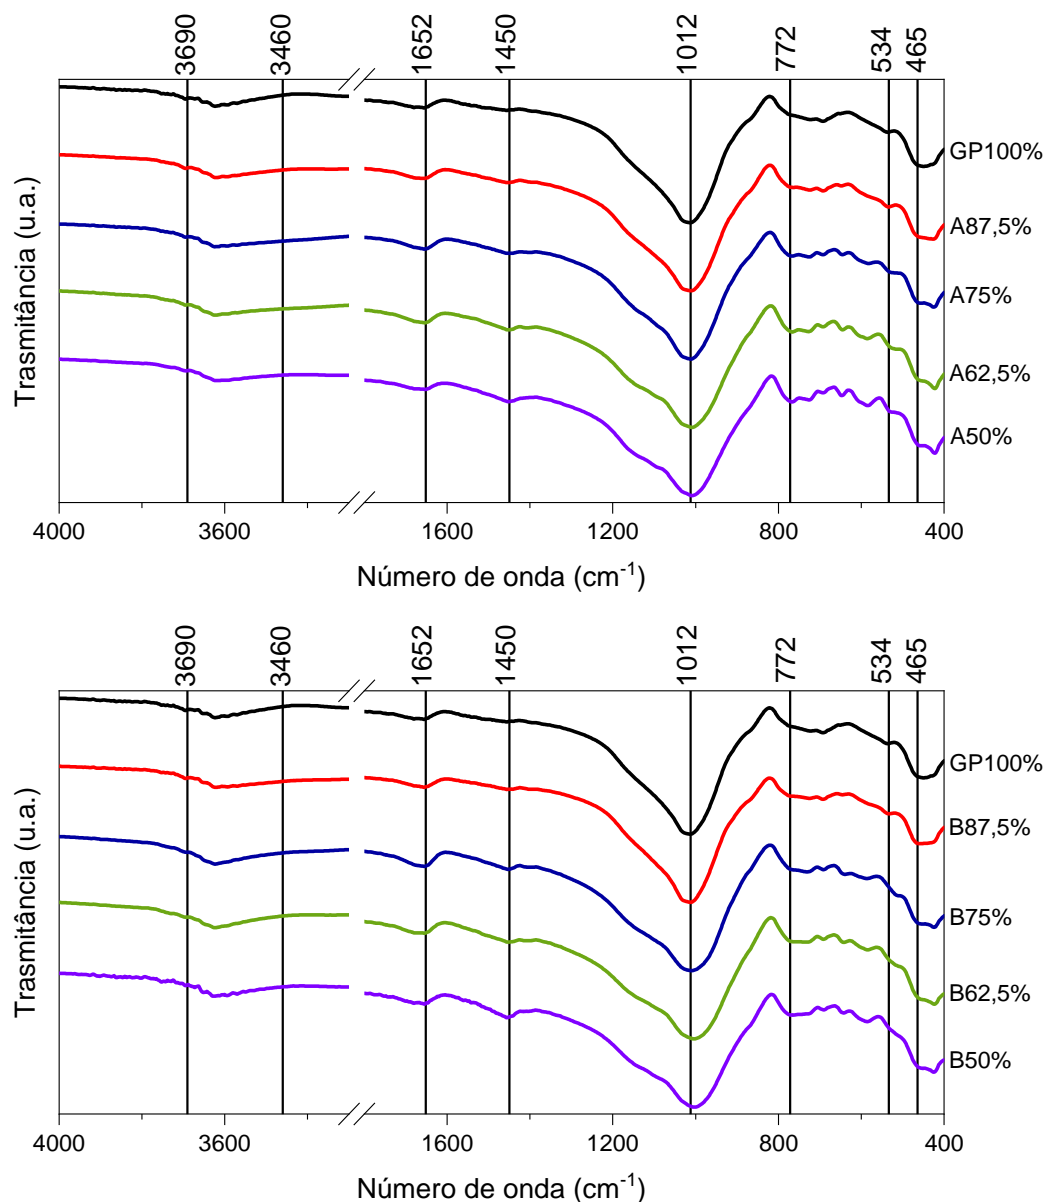 3690 3460 1652 1450 1012 772 534 465
GP100%
A87,5%
A75%
A62,5%
A50%
Trasmitância (u.a.)
4000 3600 1600 1200 800 400
Número de onda (cm⁻¹)
3690 3460 1652 1450 1012 772 534 465
GP100%
B87,5%
B75%
B62,5%
B50%
Trasmitância (u.a.)
4000 3600 1600 1200 800 400
Número de onda (cm⁻¹)